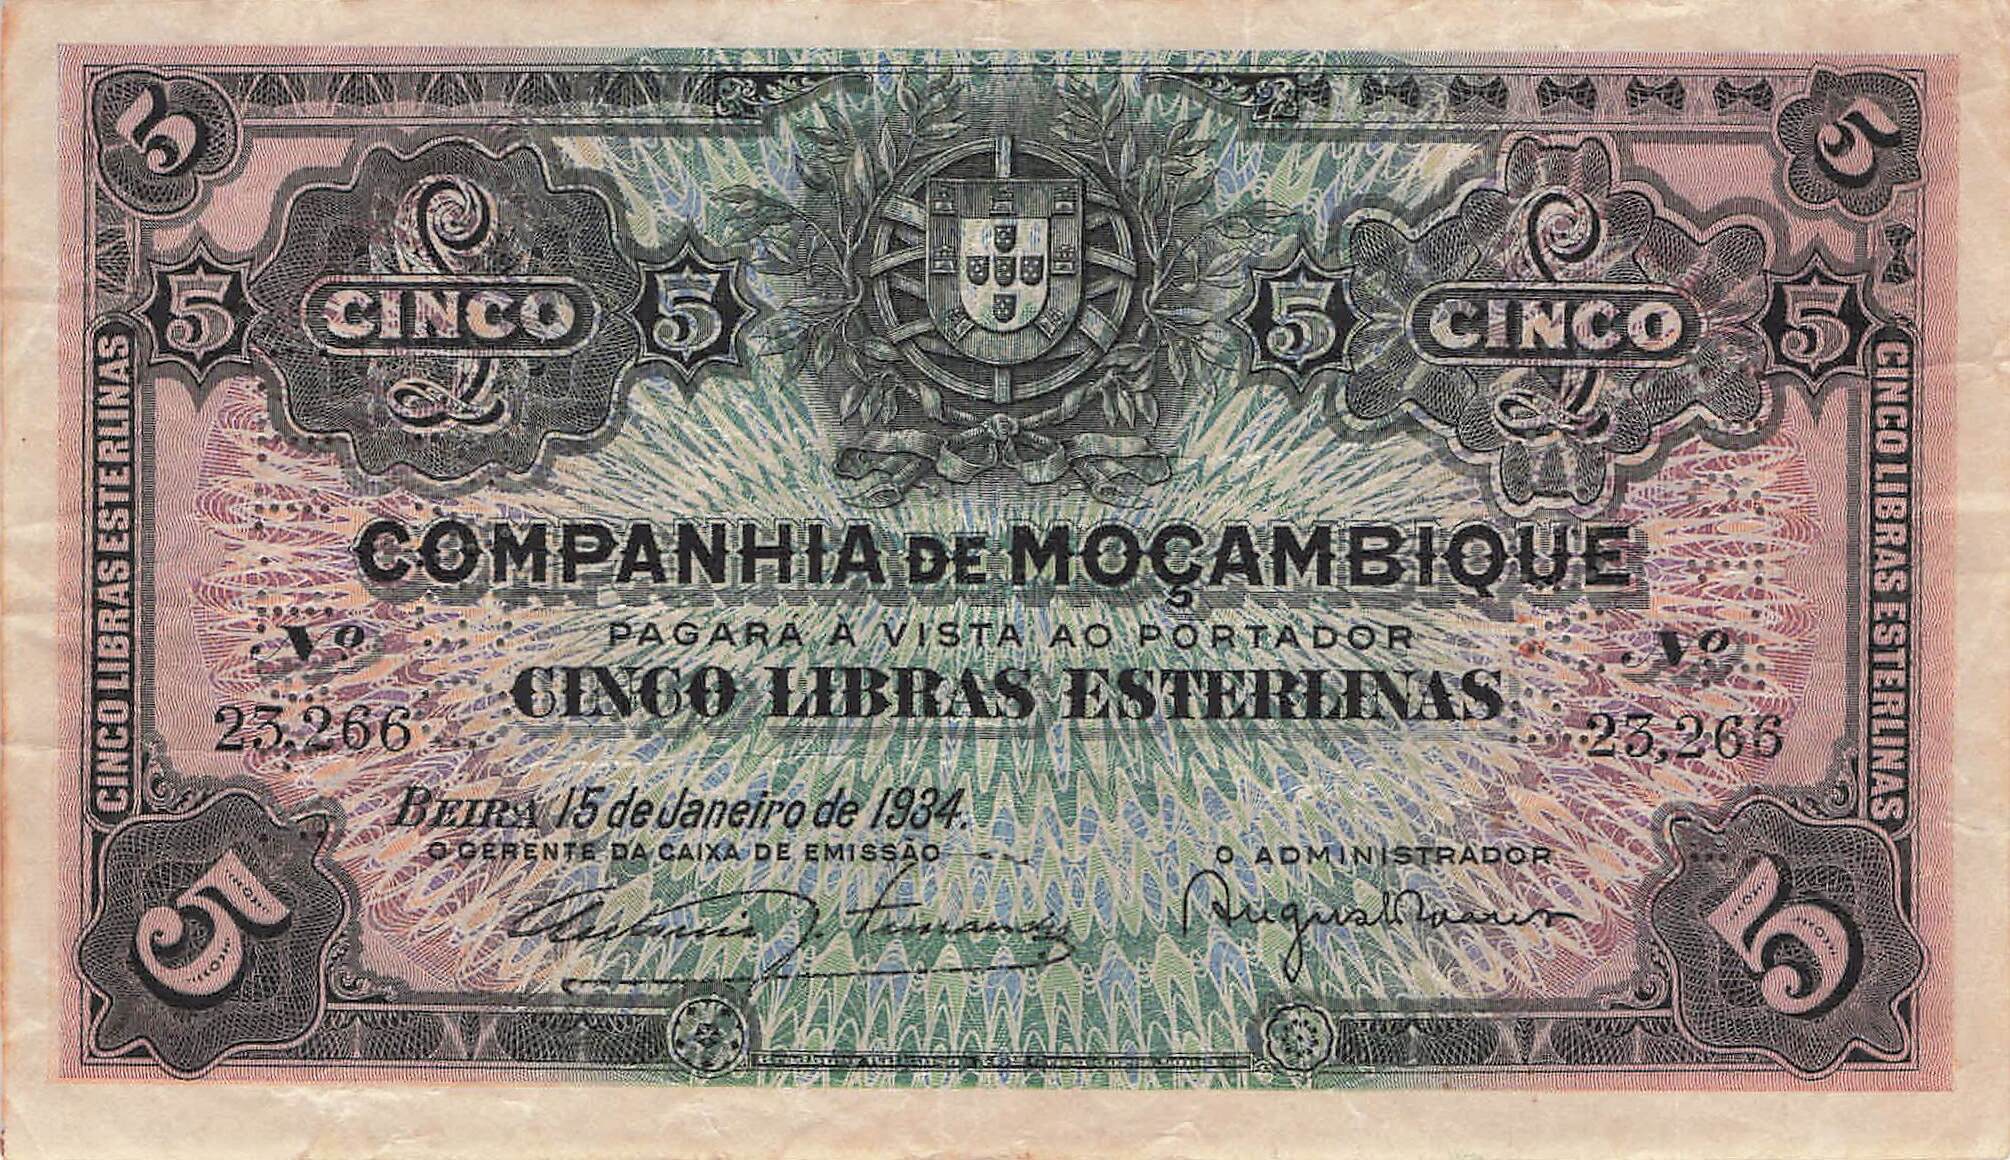 5 5
5 CINCO 5 5 CINCO 5
CINCO LIBRAS ESTERLINAS
CINCO LIBRAS ESTERLINAS
COMPANHIA DE MOÇAMBIQUE
PAGARÁ À VISTA AO PORTADOR
Nº Nº
CINCO LIBRAS ESTERLINAS
23,266 23,266
BEIRA 15 de Janeiro de 1934.
O GERENTE DA CAIXA DE EMISSÃO O ADMINISTRADOR
5 5